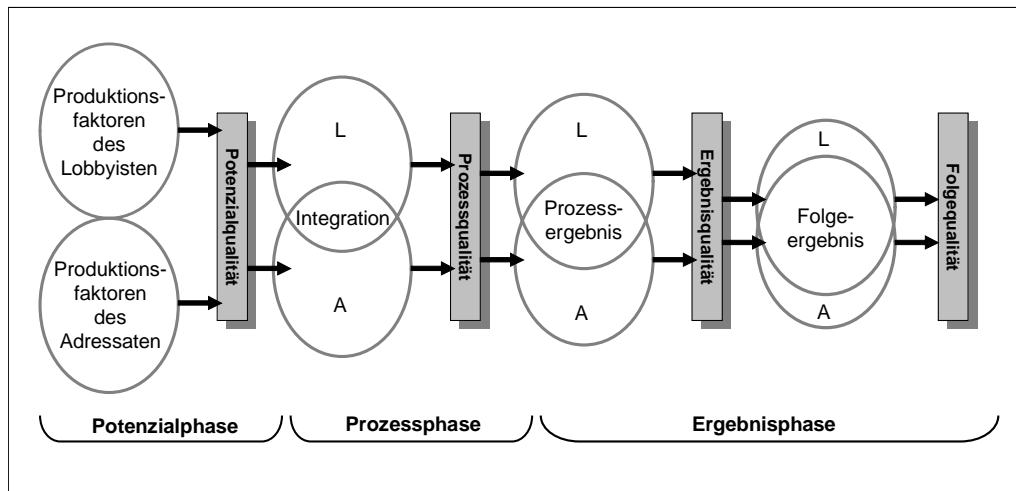 Produktions-
faktoren
des
Lobbyisten
Produktions-
faktoren
des
Adressaten
Potenzialqualität
L
Integration
A
Prozessqualität
L
Prozess-
ergebnis
A
Ergebnisqualität
L
Folge-
ergebnis
A
Folgequalität
Potenzialphase
Prozessphase
Ergebnisphase